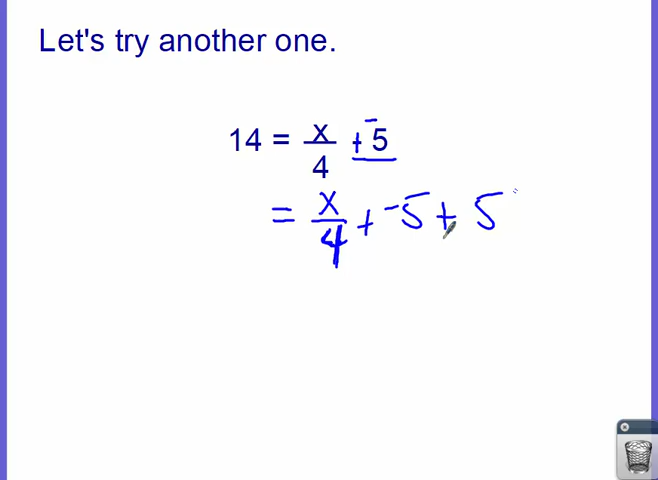 Let's try another one.
14 = x/4 + -5
= x/4 + -5 + 5